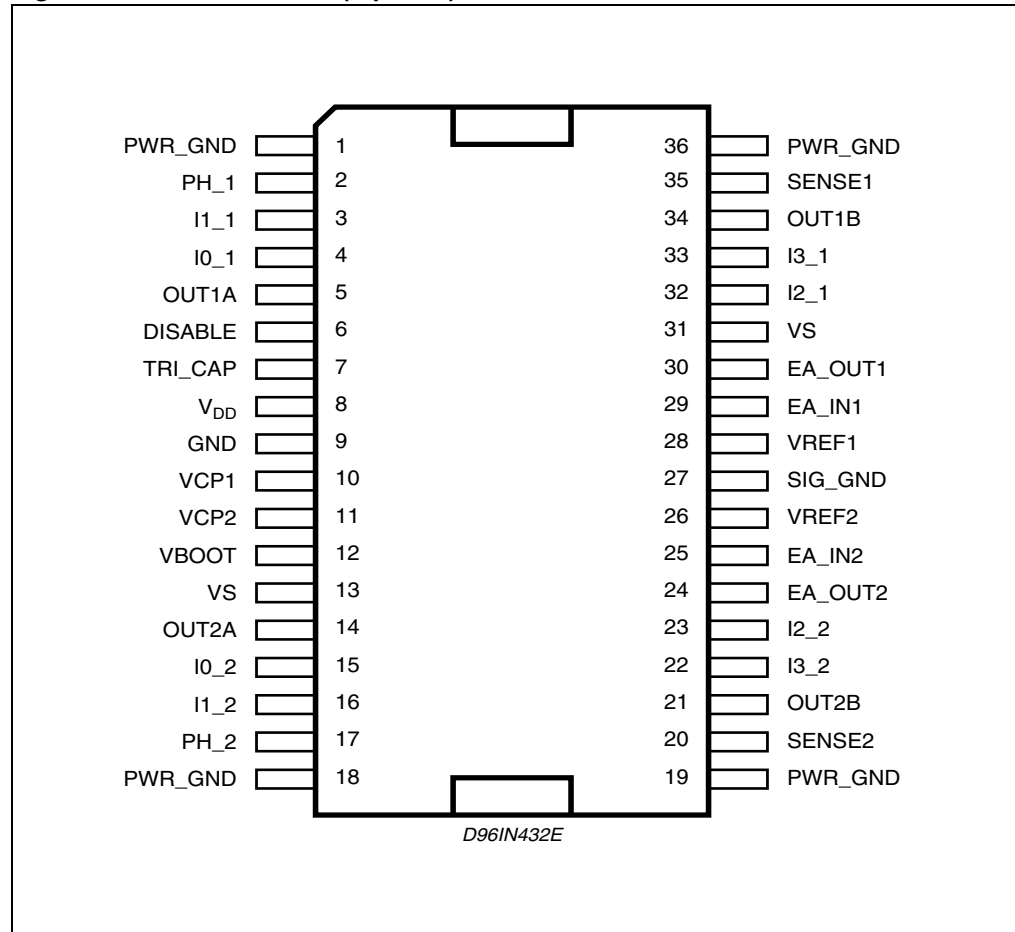 PWR_GND 1 36 PWR_GND
PH_1 2 35 SENSE1
I1_1 3 34 OUT1B
I0_1 4 33 I3_1
OUT1A 5 32 I2_1
DISABLE 6 31 VS
TRI_CAP 7 30 EA_OUT1
VDD 8 29 EA_IN1
GND 9 28 VREF1
VCP1 10 27 SIG_GND
VCP2 11 26 VREF2
VBOOT 12 25 EA_IN2
VS 13 24 EA_OUT2
OUT2A 14 23 I2_2
I0_2 15 22 I3_2
I1_2 16 21 OUT2B
PH_2 17 20 SENSE2
PWR_GND 18 19 PWR_GND
D96IN432E